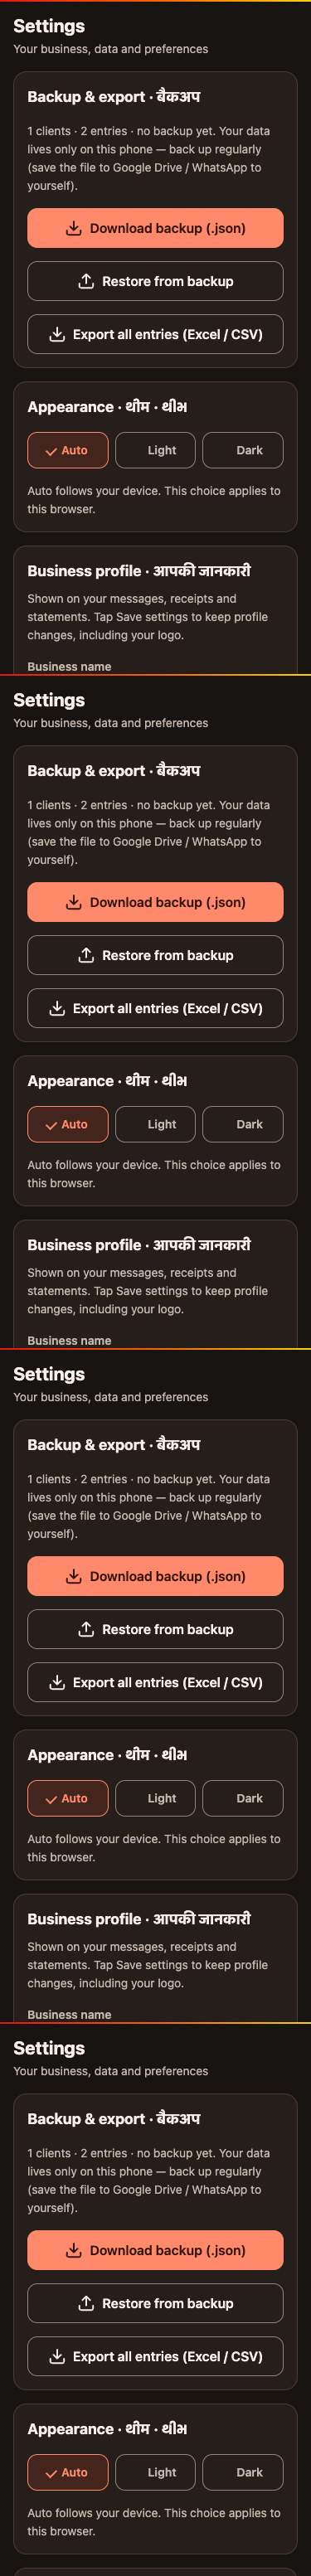 Settings
Your business, data and preferences
Backup & export · बैकअप
1 clients · 2 entries · no backup yet. Your data
lives only on this phone — back up regularly
(save the file to Google Drive / WhatsApp to
yourself).
Download backup (.json)
Restore from backup
Export all entries (Excel / CSV)
Appearance · थीम · थीभ
Auto
Light
Dark
Auto follows your device. This choice applies to
this browser.
Business profile · आपकी जानकारी
Shown on your messages, receipts and
statements. Tap Save settings to keep profile
changes, including your logo.
Business name
Settings
Your business, data and preferences
Backup & export · बैकअप
1 clients · 2 entries · no backup yet. Your data
lives only on this phone — back up regularly
(save the file to Google Drive / WhatsApp to
yourself).
Download backup (.json)
Restore from backup
Export all entries (Excel / CSV)
Appearance · थीम · थीभ
Auto
Light
Dark
Auto follows your device. This choice applies to
this browser.
Business profile · आपकी जानकारी
Shown on your messages, receipts and
statements. Tap Save settings to keep profile
changes, including your logo.
Business name
Settings
Your business, data and preferences
Backup & export · बैकअप
1 clients · 2 entries · no backup yet. Your data
lives only on this phone — back up regularly
(save the file to Google Drive / WhatsApp to
yourself).
Download backup (.json)
Restore from backup
Export all entries (Excel / CSV)
Appearance · थीम · थीभ
Auto
Light
Dark
Auto follows your device. This choice applies to
this browser.
Business profile · आपकी जानकारी
Shown on your messages, receipts and
statements. Tap Save settings to keep profile
changes, including your logo.
Business name
Settings
Your business, data and preferences
Backup & export · बैकअप
1 clients · 2 entries · no backup yet. Your data
lives only on this phone — back up regularly
(save the file to Google Drive / WhatsApp to
yourself).
Download backup (.json)
Restore from backup
Export all entries (Excel / CSV)
Appearance · थीम · थीभ
Auto
Light
Dark
Auto follows your device. This choice applies to
this browser.